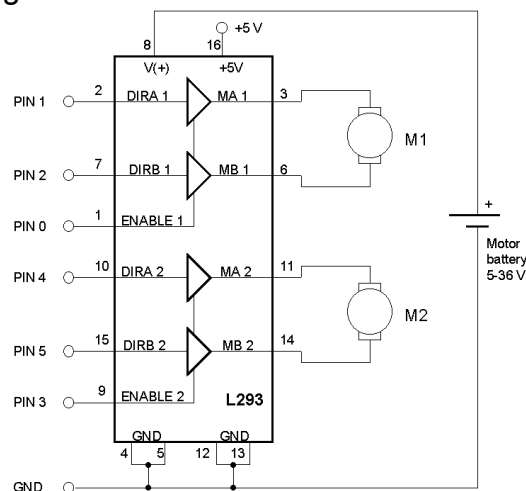 +5 V
8 16
V(+) +5V
PIN 1 2 DIRA 1 MA 1 3
M1
PIN 2 7 DIRB 1 MB 1 6
PIN 0 1 ENABLE 1
+
Motor
battery
5-36 V
PIN 4 10 DIRA 2 MA 2 11
M2
PIN 5 15 DIRB 2 MB 2 14
PIN 3 9 ENABLE 2 L293
GND GND
4 5 12 13
GND